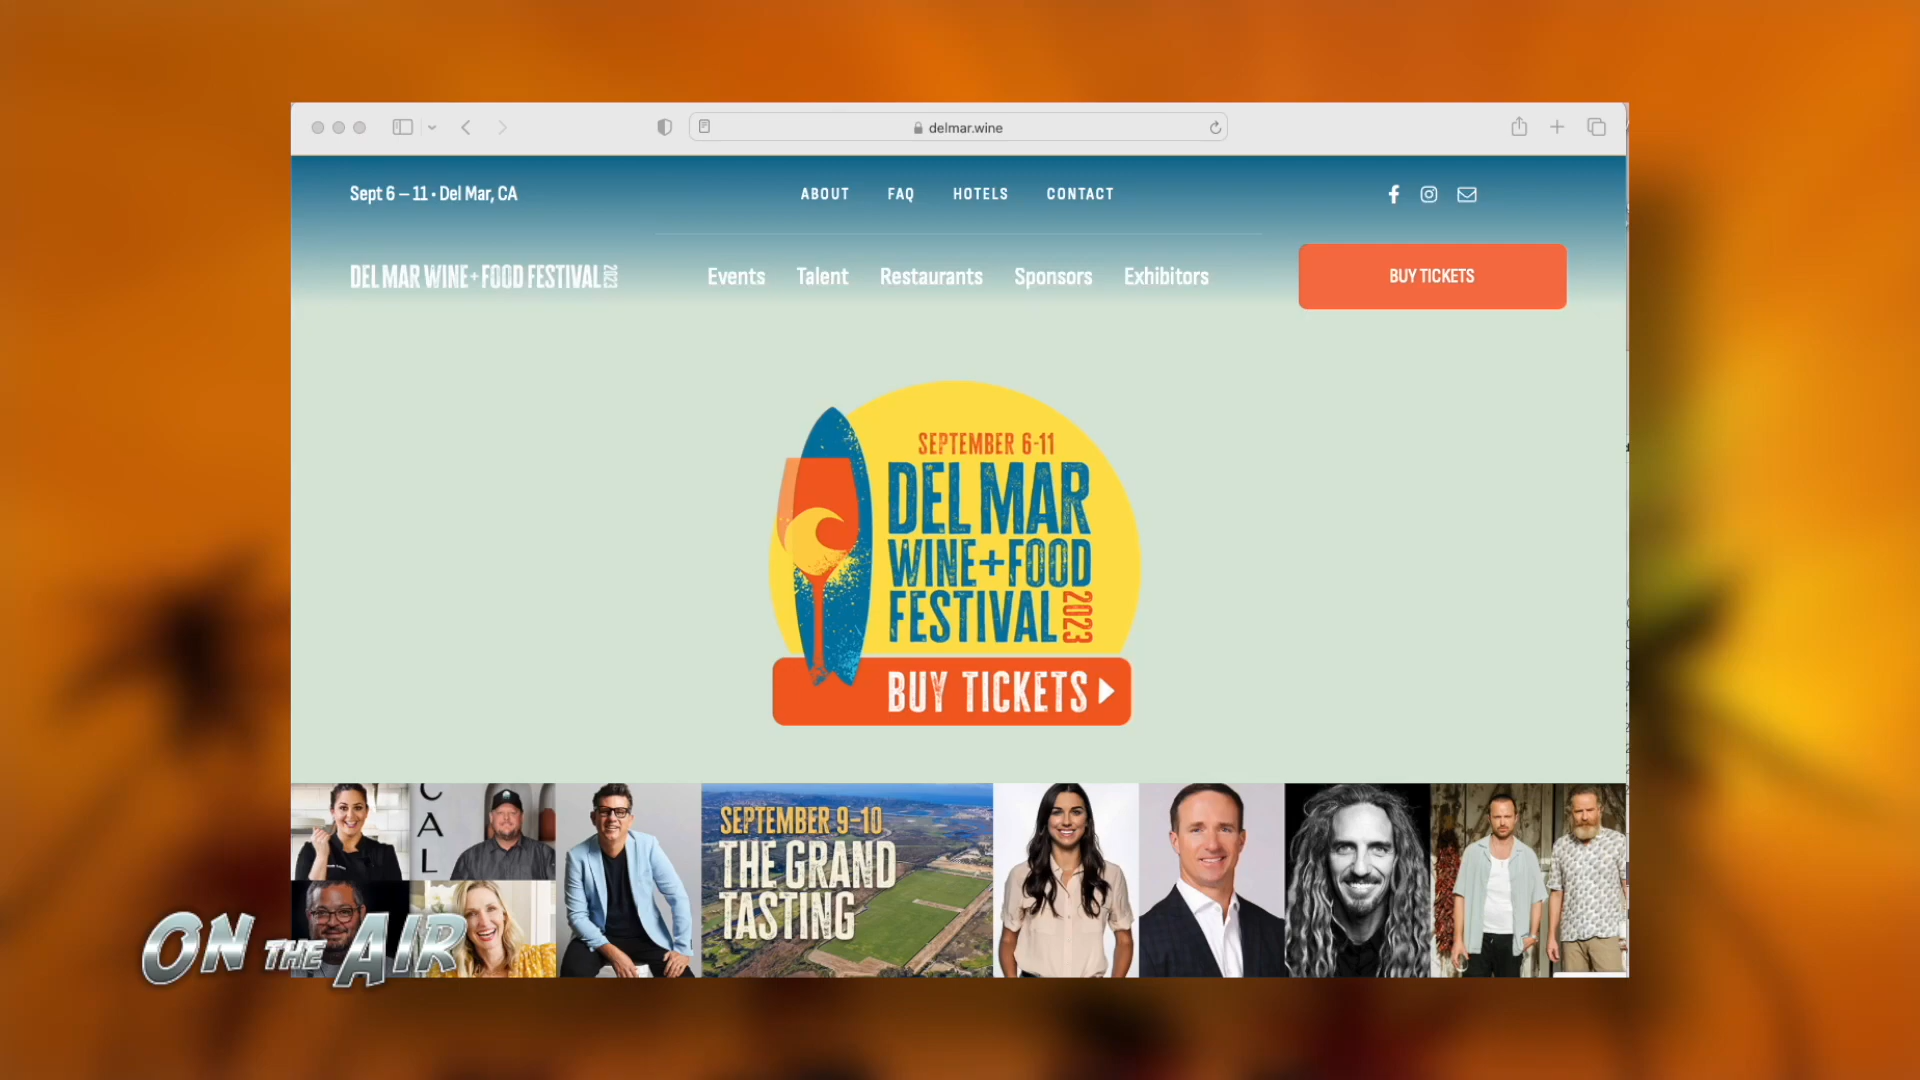 delmar.wine
Sept 6 – 11 • Del Mar, CA
ABOUT
FAQ
HOTELS
CONTACT
DEL MAR WINE + FOOD FESTIVAL 2023
Events
Talent
Restaurants
Sponsors
Exhibitors
BUY TICKETS
SEPTEMBER 6-11
DEL MAR
WINE+FOOD
FESTIVAL 2023
BUY TICKETS
CAL
SEPTEMBER 9-10
THE GRAND
TASTING
ON THE AIR